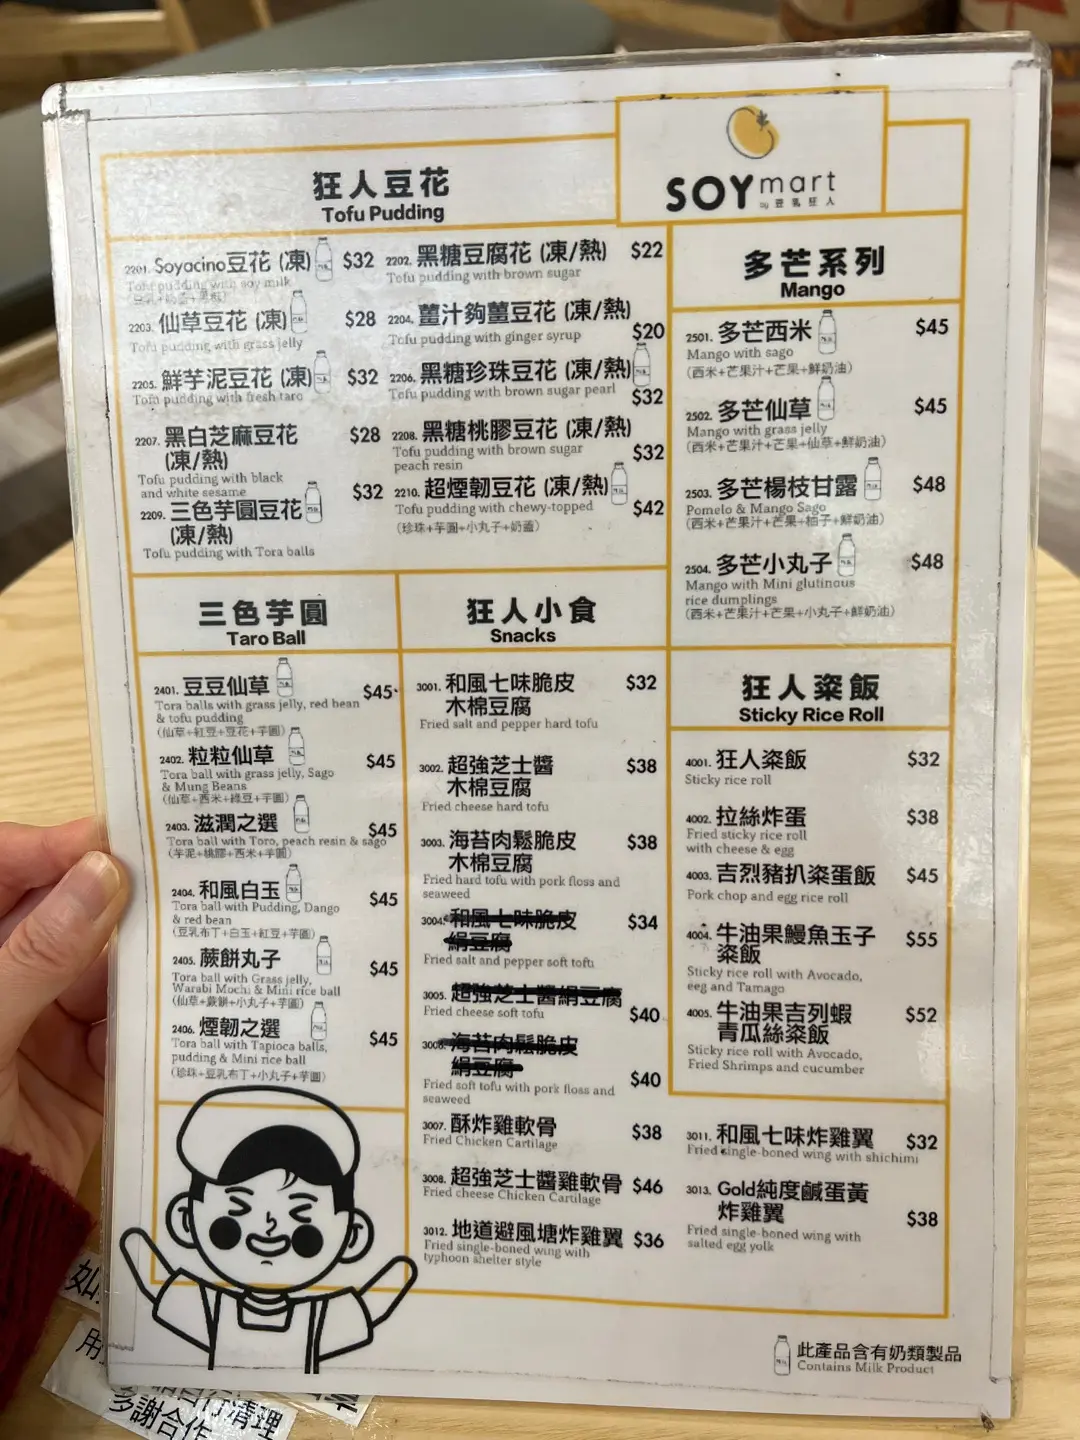 SOY mart
by 豆乳狂人
狂人豆花
Tofu Pudding
2201. Soyacino豆花 (凍) $32
Tofu pudding with soy milk
2202. 黑糖豆腐花 (凍/熱) $22
Tofu pudding with brown sugar
2203. 仙草豆花 (凍) $28
Tofu pudding with grass jelly
2204. 薑汁夠薑豆花 (凍/熱) $20
Tofu pudding with ginger syrup
2205. 鮮芋泥豆花 (凍) $32
Tofu pudding with fresh taro
2206. 黑糖珍珠豆花 (凍/熱) $32
Tofu pudding with brown sugar pearl
2207. 黑白芝麻豆花 $28
(凍/熱)
Tofu pudding with black
and white sesame
2208. 黑糖桃膠豆花 (凍/熱) $32
Tofu pudding with brown sugar
peach resin
2209. 三色芋圓豆花 $32
(凍/熱)
Tofu pudding with Tora balls
2210. 超煙韌豆花 (凍/熱) $42
Tofu pudding with chewy-topped
(珍珠+芋圓+小丸子+奶蓋)
多芒系列
Mango
2501. 多芒西米 $45
Mango with sago
(西米+芒果汁+芒果+鮮奶油)
2502. 多芒仙草 $45
Mango with grass jelly
(西米+芒果汁+芒果+仙草+鮮奶油)
2503. 多芒楊枝甘露 $48
Pomelo & Mango Sago
(西米+芒果汁+芒果+柚子+鮮奶油)
2504. 多芒小丸子 $48
Mango with Mini glutinous
rice dumplings
(西米+芒果汁+芒果+小丸子+鮮奶油)
三色芋圓
Taro Ball
2401. 豆豆仙草 $45
Tora balls with grass jelly, red bean
& tofu pudding
(仙草+紅豆+豆花+芋圓)
2402. 粒粒仙草 $45
Tora ball with grass jelly, Sago
& Mung Beans
(仙草+西米+綠豆+芋圓)
2403. 滋潤之選 $45
Tora ball with Toro, peach resin & sago
(芋泥+桃膠+西米+芋圓)
2404. 和風白玉 $45
Tora ball with Pudding, Dango
& red bean
(豆乳布丁+白玉+紅豆+芋圓)
2405. 蕨餅丸子 $45
Tora ball with Grass jelly,
Warabi Mochi & Mini rice ball
(仙草+蕨餅+小丸子+芋圓)
2406. 煙韌之選 $45
Tora ball with Tapioca balls,
pudding & Mini rice ball
(珍珠+豆乳布丁+小丸子+芋圓)
狂人小食
Snacks
3001. 和風七味脆皮 $32
木棉豆腐
Fried salt and pepper hard tofu
3002. 超強芝士醬 $38
木棉豆腐
Fried cheese hard tofu
3003. 海苔肉鬆脆皮 $38
木棉豆腐
Fried hard tofu with pork floss and
seaweed
3004. 和風七味脆皮 $34
絹豆腐
Fried salt and pepper soft tofu
3005. 超強芝士醬絹豆腐
Fried cheese soft tofu $40
3006. 海苔肉鬆脆皮
絹豆腐
Fried soft tofu with pork floss and $40
seaweed
3007. 酥炸雞軟骨 $38
Fried Chicken Cartilage
3008. 超強芝士醬雞軟骨 $46
Fried cheese Chicken Cartilage
3012. 地道避風塘炸雞翼 $36
Fried single-boned wing with
typhoon shelter style
3011. 和風七味炸雞翼 $32
Fried single-boned wing with shichimi
3013. Gold純度鹹蛋黃
炸雞翼 $38
Fried single-boned wing with
salted egg yolk
狂人粢飯
Sticky Rice Roll
4001. 狂人粢飯 $32
Sticky rice roll
4002. 拉絲炸蛋 $38
Fried sticky rice roll
with cheese & egg
4003. 吉烈豬扒粢蛋飯 $45
Pork chop and egg rice roll
4004. 牛油果鰻魚玉子 $55
粢飯
Sticky rice roll with Avocado,
eeg and Tamago
4005. 牛油果吉列蝦 $52
青瓜絲粢飯
Sticky rice roll with Avocado,
Fried Shrimps and cucumber
此產品含有奶類製品
Contains Milk Product
如
用
自行清理
多謝合作